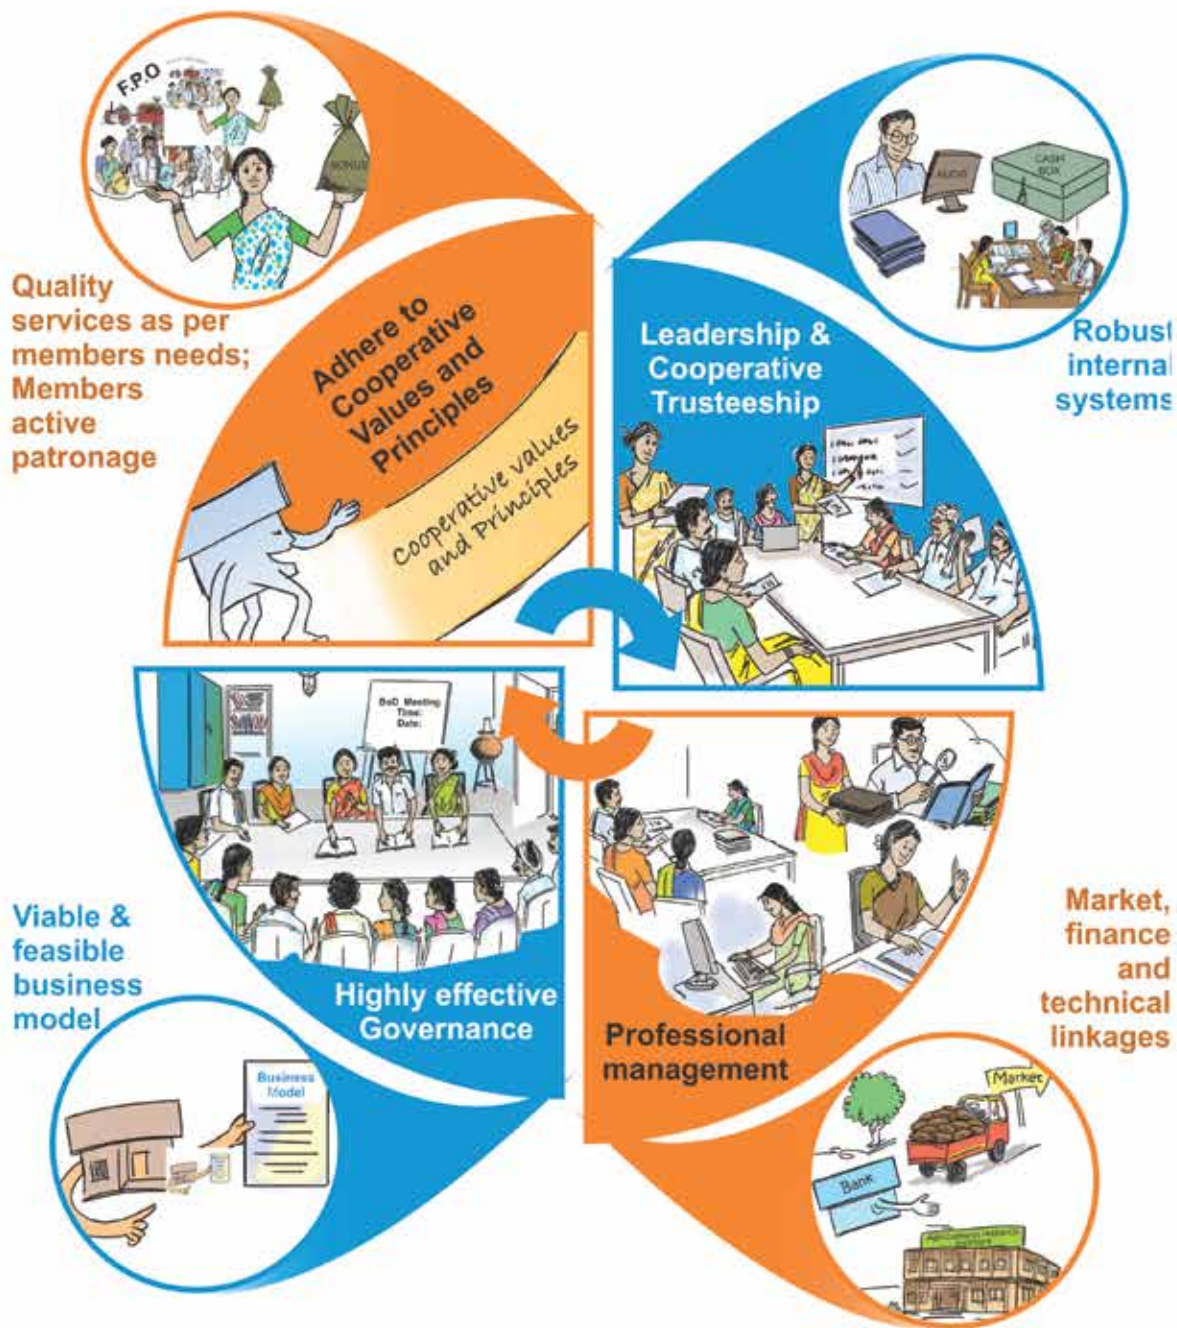 F.P.O
BONUS
Quality
services as per
members needs;
Members
active
patronage
Adhere to
Cooperative
Values and
Principles
Cooperative values
and Principles
Leadership &
Cooperative
Trusteeship
AUDIT
CASH
BOX
Robust
internal
systems
BoD Meeting
Time:
Date:
Highly effective
Governance
Viable &
feasible
business
model
Business
Model
Professional
management
Market,
finance
and
technical
linkages
Market
Bank